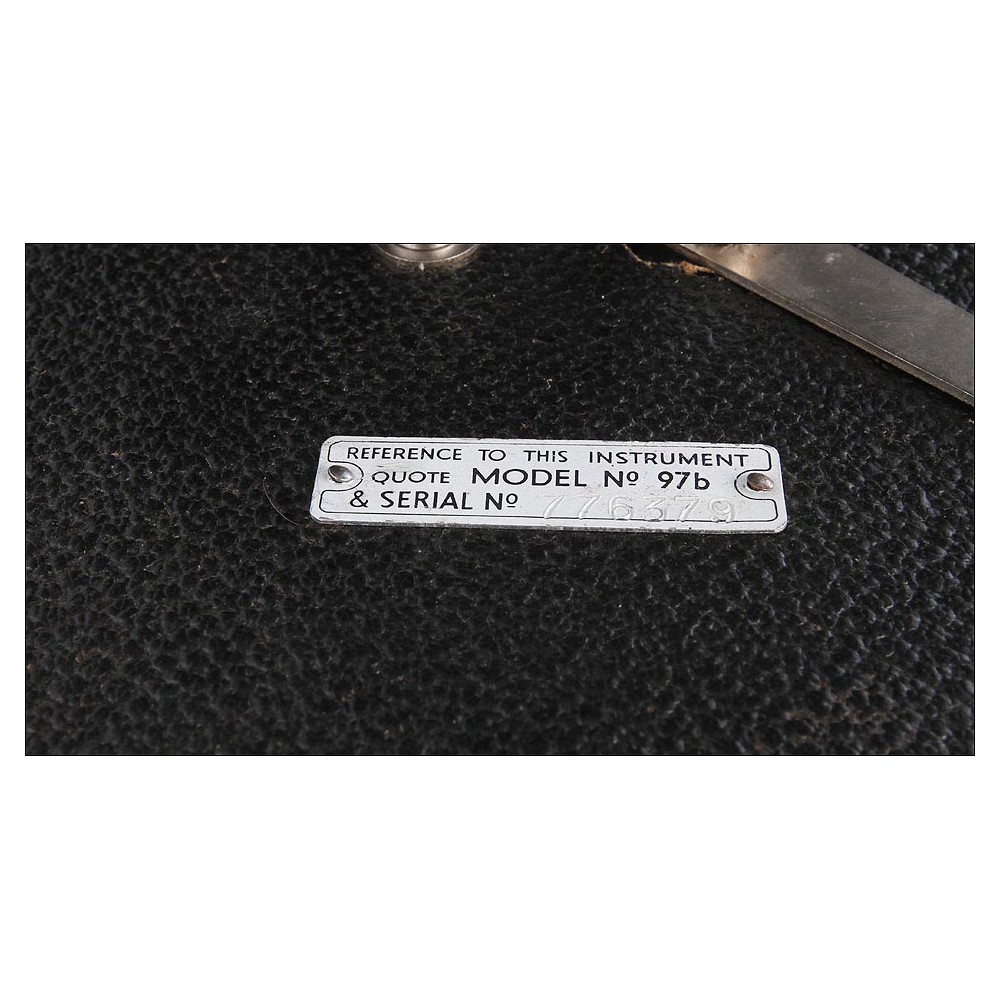 REFERENCE TO THIS INSTRUMENT
QUOTE MODEL Nº 97b
& SERIAL Nº 776379